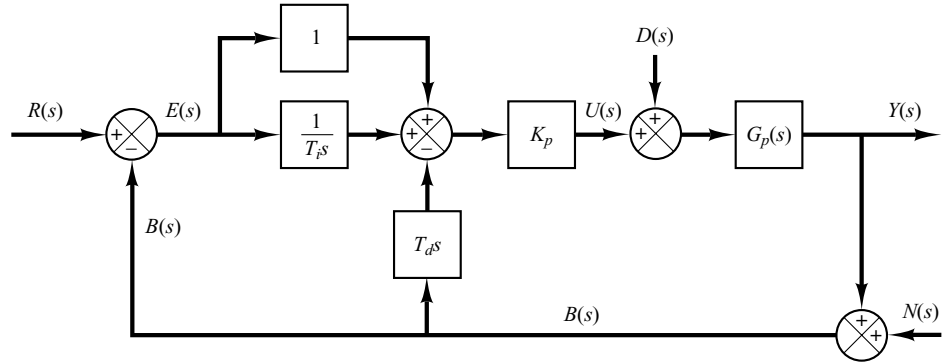 1
D(s)
R(s)
E(s)
+
−
1
T_i s
+
+
−
K_p
U(s)
+
+
G_p(s)
Y(s)
B(s)
T_d s
B(s)
+
+
N(s)